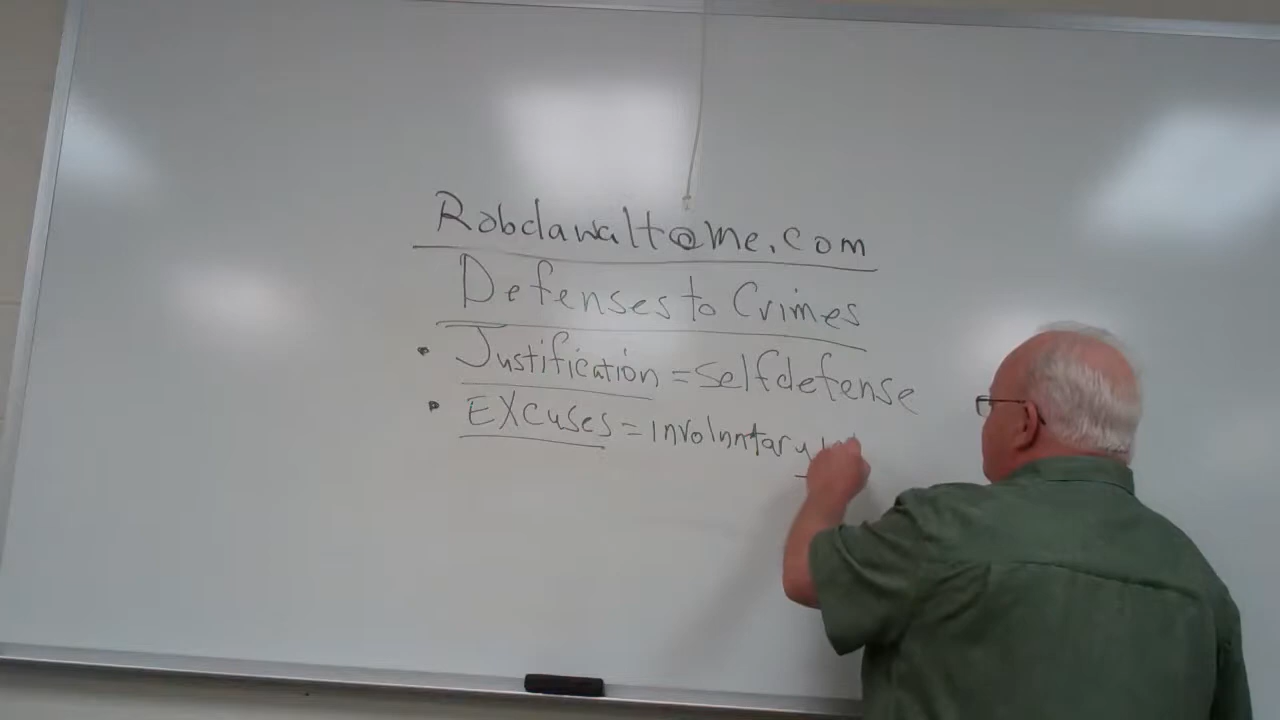 Robdawalt@me.com
Defenses to Crimes
• Justification = selfdefense
• Excuses = involuntary